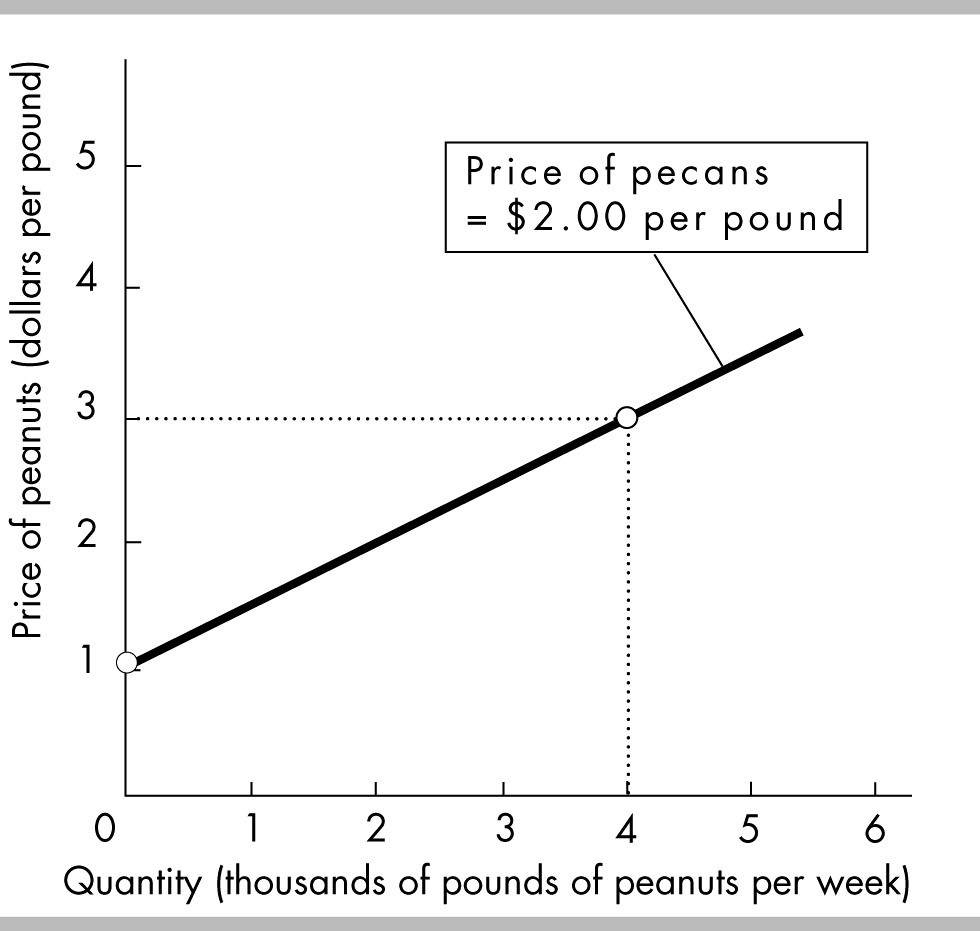 Price of peanuts (dollars per pound)
5
4
3
2
1
Price of pecans
= $2.00 per pound
0 1 2 3 4 5 6
Quantity (thousands of pounds of peanuts per week)